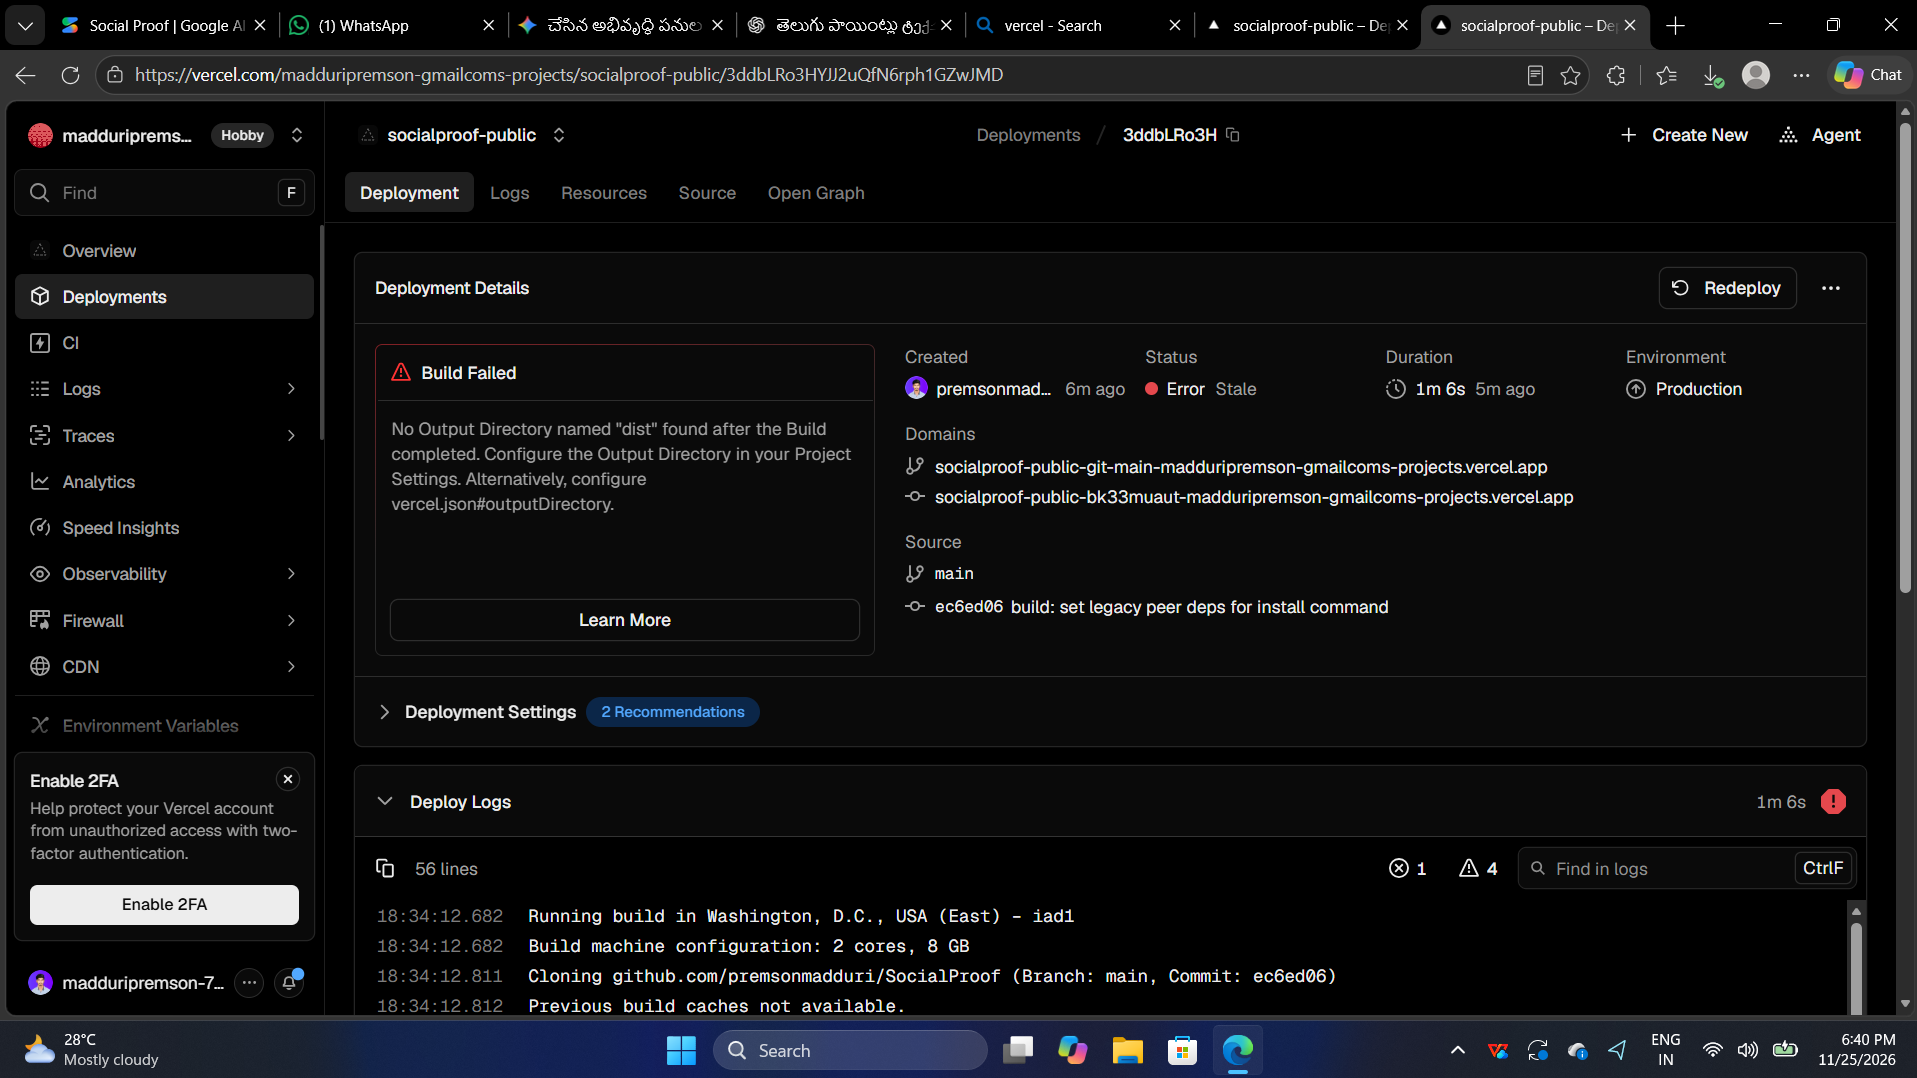 Social Proof | Google AI
(1) WhatsApp
చేసిన అభివృద్ధి పనుల
తెలుగు పాయింట్లు
vercel - Search
socialproof-public – De
socialproof-public – De
https://vercel.com/madduripremson-gmailcoms-projects/socialproof-public/3ddbLRo3HYJJ2uQfN6rph1GZwJMD
Chat
madduriprems...
Hobby
socialproof-public
Deployments / 3ddbLRo3H
Create New
Agent
Find
F
Deployment
Logs
Resources
Source
Open Graph
Overview
Deployments
CI
Logs
Traces
Analytics
Speed Insights
Observability
Firewall
CDN
Environment Variables
Enable 2FA
Help protect your Vercel account
from unauthorized access with two-
factor authentication.
Enable 2FA
madduripremson-7...
Deployment Details
Redeploy
Build Failed
No Output Directory named "dist" found after the Build
completed. Configure the Output Directory in your Project
Settings. Alternatively, configure
vercel.json#outputDirectory.
Learn More
Created
premsonmad... 6m ago
Status
Error Stale
Duration
1m 6s 5m ago
Environment
Production
Domains
socialproof-public-git-main-madduripremson-gmailcoms-projects.vercel.app
socialproof-public-bk33muaut-madduripremson-gmailcoms-projects.vercel.app
Source
main
ec6ed06 build: set legacy peer deps for install command
Deployment Settings
2 Recommendations
Deploy Logs
1m 6s
56 lines
1
4
Find in logs
CtrlF
18:34:12.682 Running build in Washington, D.C., USA (East) – iad1
18:34:12.682 Build machine configuration: 2 cores, 8 GB
18:34:12.811 Cloning github.com/premsonmadduri/SocialProof (Branch: main, Commit: ec6ed06)
18:34:12.812 Previous build caches not available.
28°C
Mostly cloudy
Search
ENG
IN
6:40 PM
11/25/2026